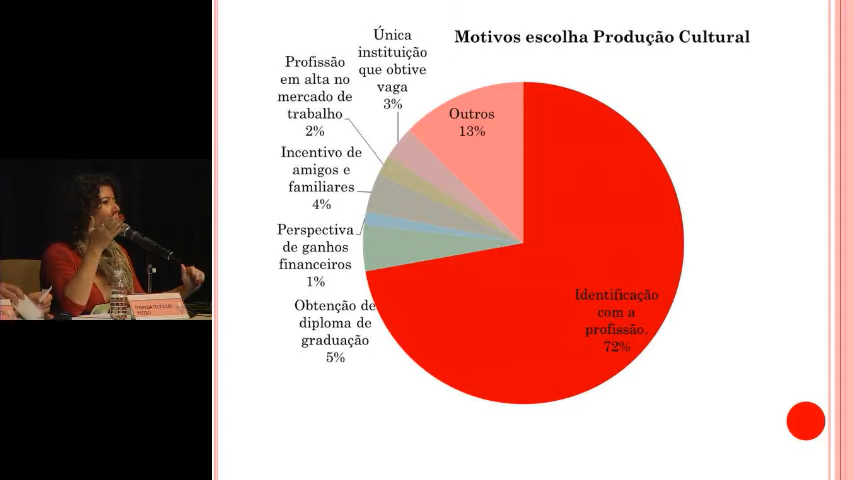 Motivos escolha Produção Cultural
Única
instituição
que obtive
vaga
3%
Profissão
em alta no
mercado de
trabalho
2%
Outros
13%
Incentivo de
amigos e
familiares
4%
Perspectiva
de ganhos
financeiros
1%
Obtenção de
diploma de
graduação
5%
Identificação
com a
profissão.
72%